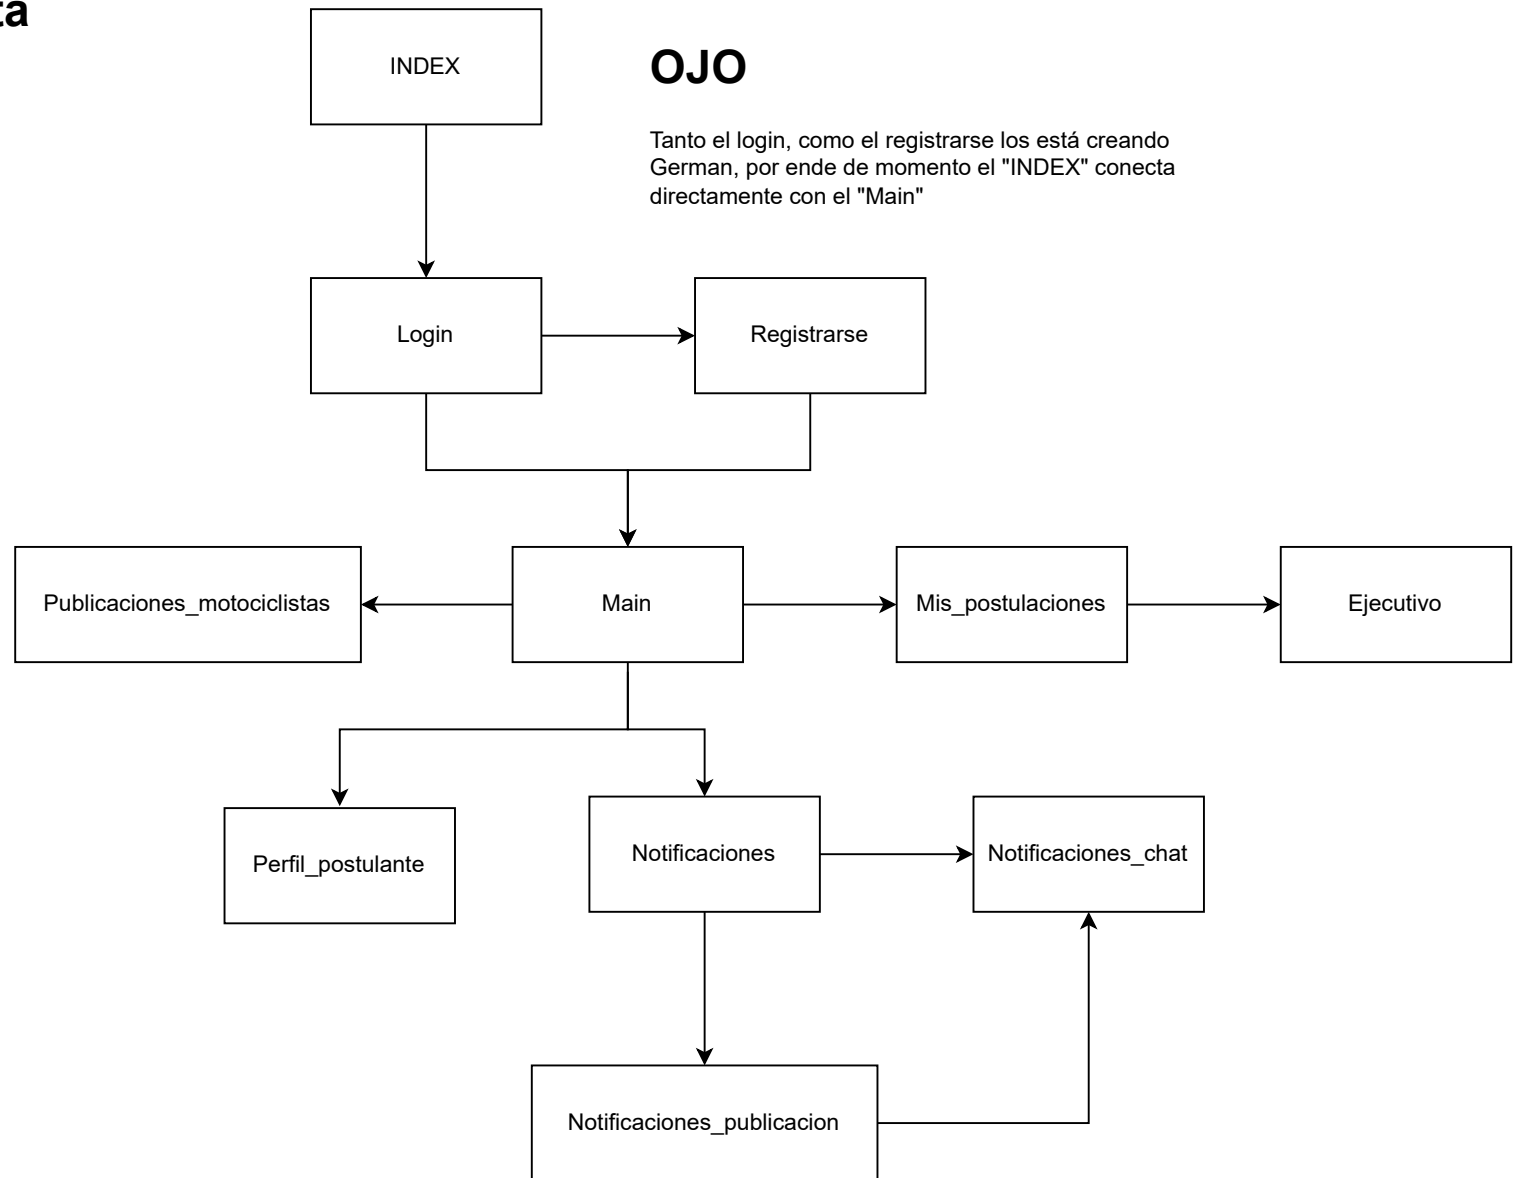 INDEX
OJO
Tanto el login, como el registrarse los está creando
German, por ende de momento el "INDEX" conecta
directamente con el "Main"
Login
Registrarse
Publicaciones_motociclistas
Main
Mis_postulaciones
Ejecutivo
Perfil_postulante
Notificaciones
Notificaciones_chat
Notificaciones_publicacion